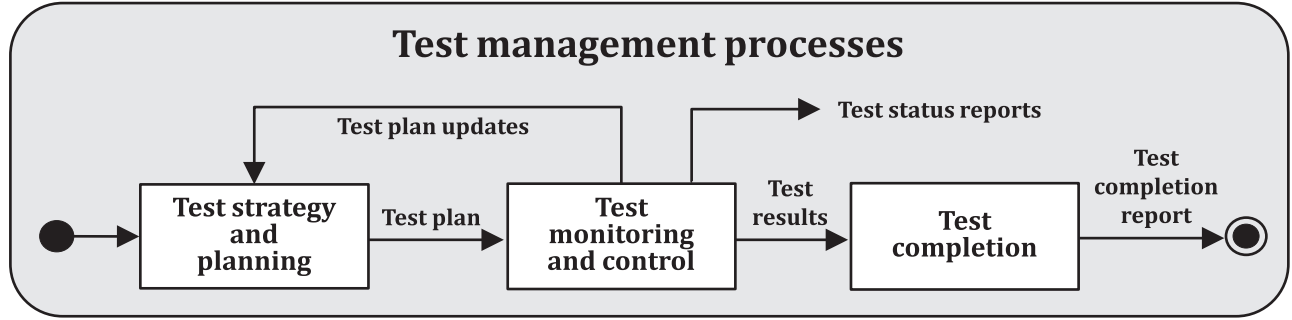 Test management processes
Test plan updates
Test status reports
Test strategy
and
planning
Test plan
Test
monitoring
and control
Test
results
Test
completion
Test
completion
report